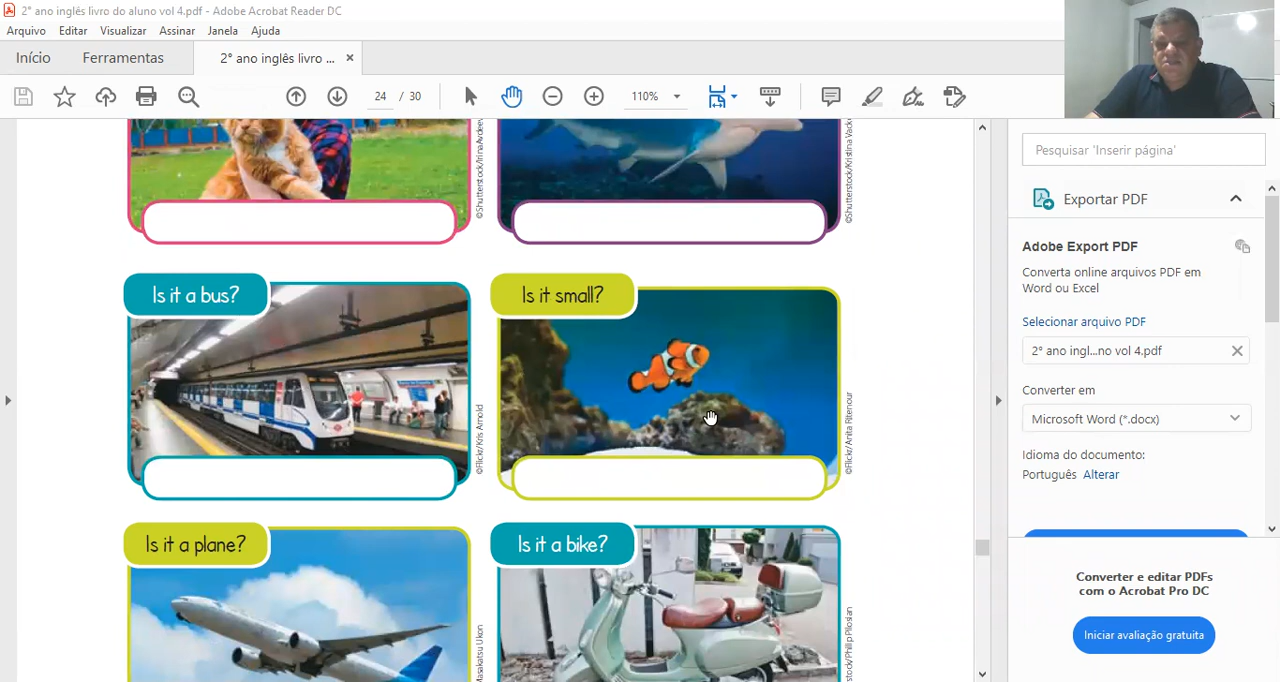 2° ano inglês livro do aluno vol 4.pdf - Adobe Acrobat Reader DC
Arquivo Editar Visualizar Assinar Janela Ajuda
Início Ferramentas 2° ano inglês livro ... ×
24 / 30 110%
Pesquisar 'Inserir página'
Exportar PDF
Adobe Export PDF
Converta online arquivos PDF em
Word ou Excel
Selecionar arquivo PDF
2° ano ingl...no vol 4.pdf
Converter em
Microsoft Word (*.docx)
Idioma do documento:
Português Alterar
Converter e editar PDFs
com o Acrobat Pro DC
Iniciar avaliação gratuita
Is it a bus?
©Flickr/Kris Arnold
Is it small?
©Flickr/Anita Ritenour
Is it a plane?
Is it a bike?